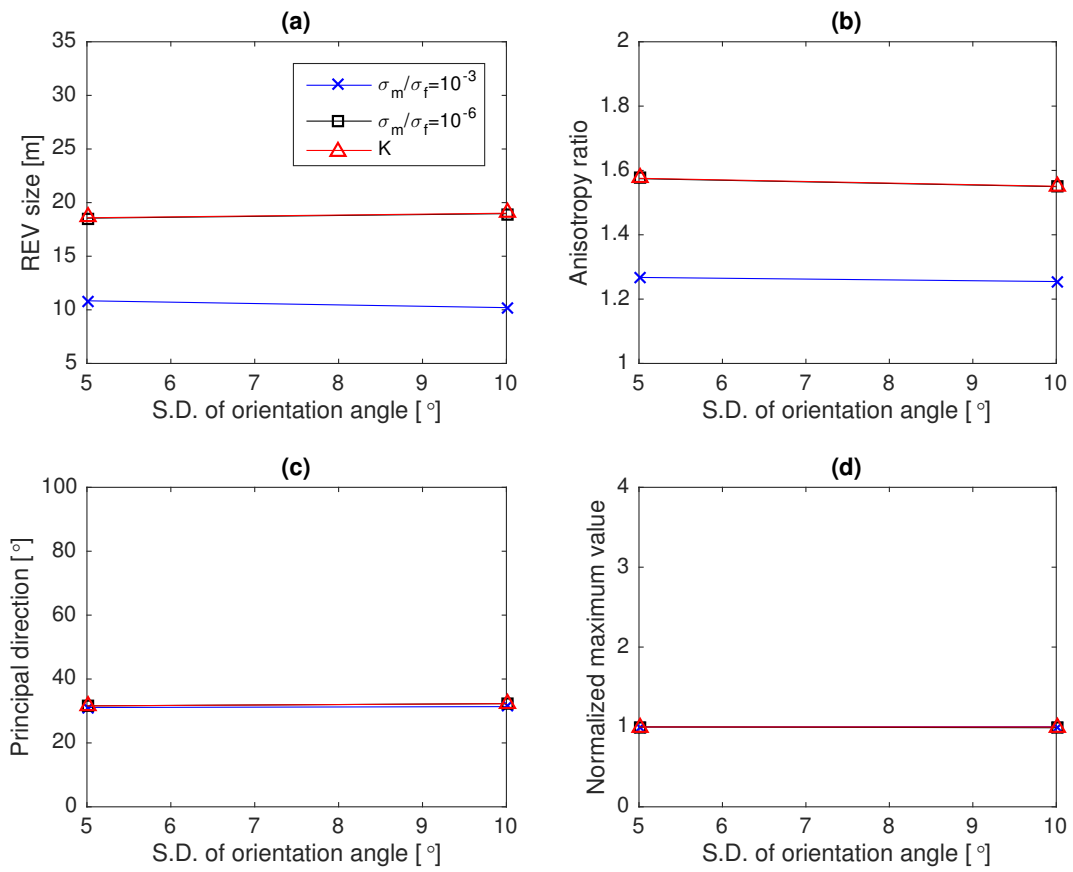 (a)
REV size [m]
35
30
25
20
15
10
5
σm/σf=10-3
σm/σf=10-6
K
5 6 7 8 9 10
S.D. of orientation angle [°]
(b)
Anisotropy ratio
2
1.8
1.6
1.4
1.2
1
5 6 7 8 9 10
S.D. of orientation angle [°]
(c)
Principal direction [°]
100
80
60
40
20
0
5 6 7 8 9 10
S.D. of orientation angle [°]
(d)
Normalized maximum value
4
3
2
1
0
5 6 7 8 9 10
S.D. of orientation angle [°]